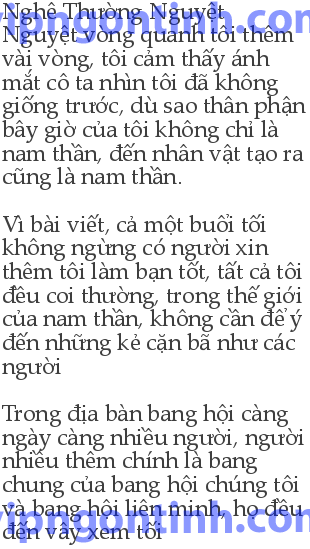 Nghê Thường Nguyệt
Nguyệt vòng quanh tôi thêm
vài vòng, tôi cảm thấy ánh
mắt cô ta nhìn tôi đã không
giống trước, dù sao thân phận
bây giờ của tôi không chỉ là
nam thần, đến nhân vật tạo ra
cũng là nam thần.
Vì bài viết, cả một buổi tối
không ngừng có người xin
thêm tôi làm bạn tốt, tất cả tôi
đều coi thường, trong thế giới
của nam thần, không cần để ý
đến những kẻ cặn bã như các
người
Trong địa bàn bang hội càng
ngày càng nhiều người, người
nhiều thêm chính là bang
chung của bang hội chúng tôi
và bang hội liên minh, họ đều
đến vây xem tôi